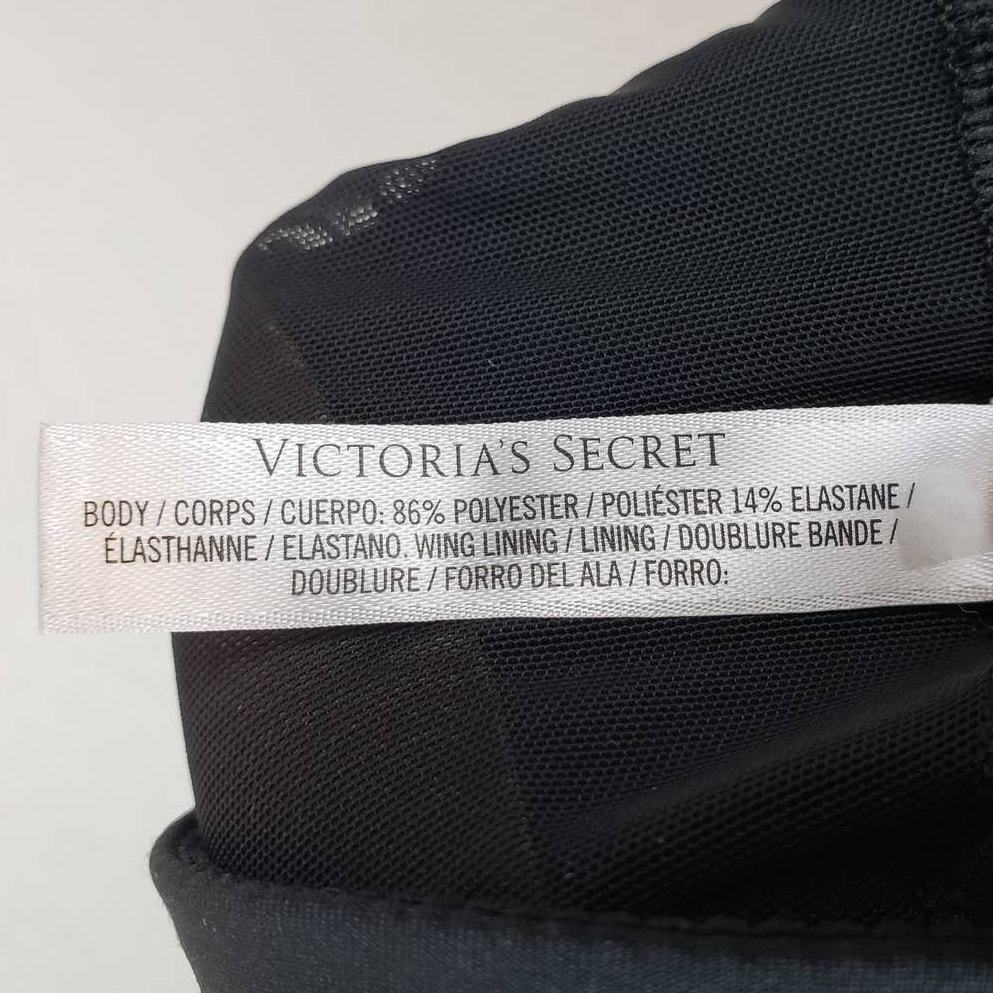 VICTORIA'S SECRET
BODY / CORPS / CUERPO: 86% POLYESTER / POLIÉSTER 14% ELASTANE /
ÉLASTHANNE / ELASTANO. WING LINING / LINING / DOUBLURE BANDE /
DOUBLURE / FORRO DEL ALA / FORRO: